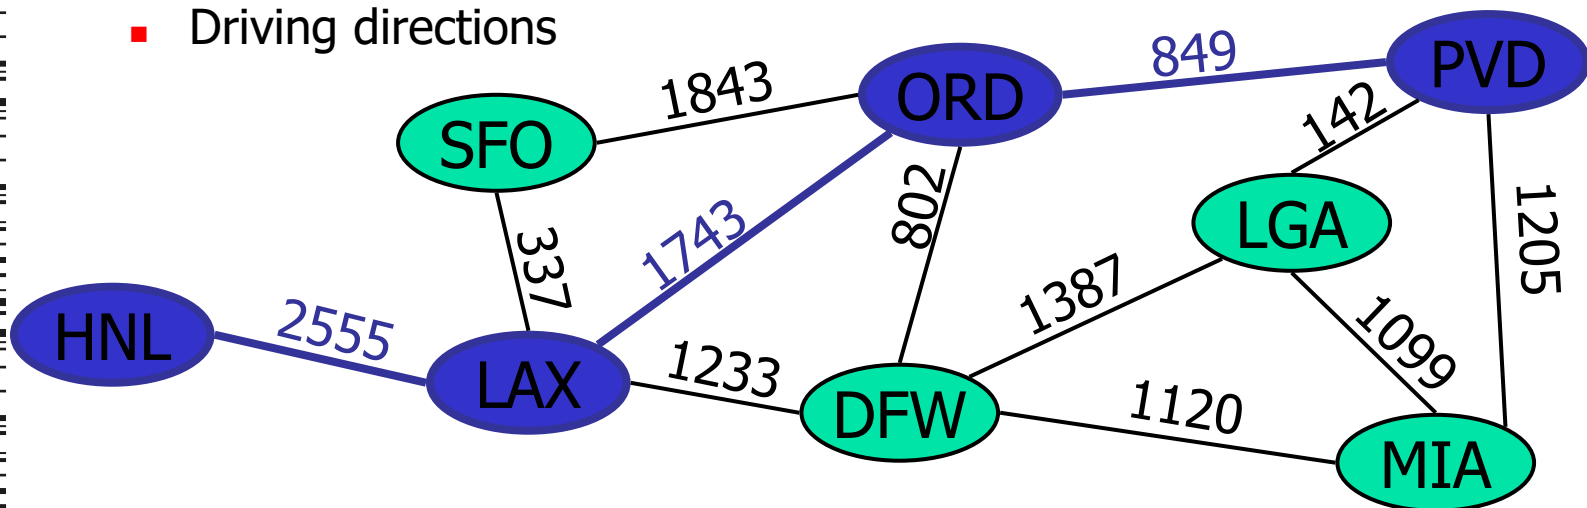 Driving directions
849
PVD
1843
ORD
142
SFO
802
LGA
1205
1743
337
1387
HNL
2555
1099
LAX
1233
DFW
1120
MIA